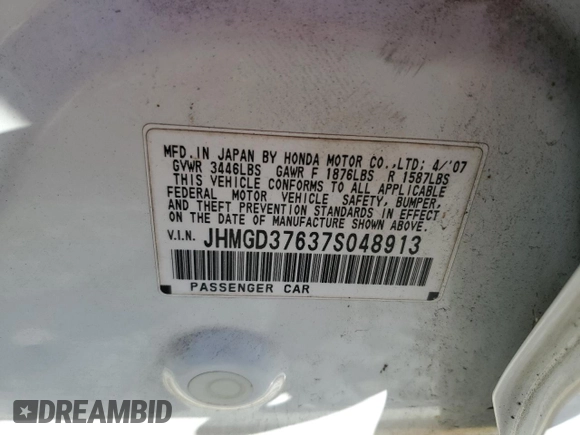 MFD. IN JAPAN BY HONDA MOTOR CO.,LTD; 4/'07
GVWR 3446LBS GAWR F 1876LBS R 1587LBS
THIS VEHICLE CONFORMS TO ALL APPLICABLE
FEDERAL MOTOR VEHICLE SAFETY, BUMPER,
AND THEFT PREVENTION STANDARDS IN EFFECT
ON THE DATE OF MANUFACTURE SHOWN ABOVE.
V.I.N. JHMGD37637S048913
PASSENGER CAR
DREAMBID